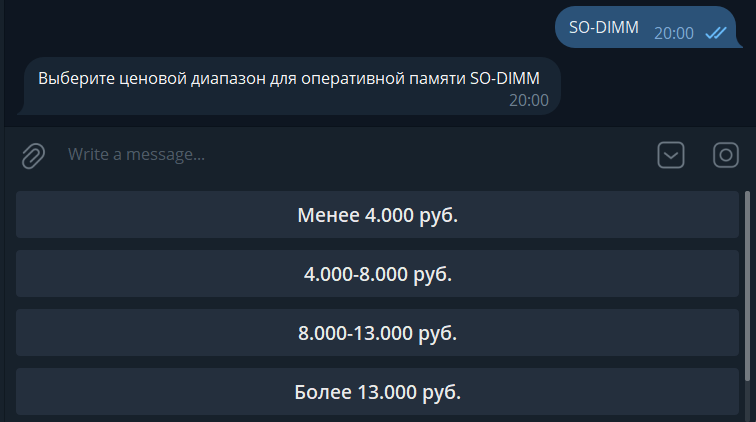 SO-DIMM
20:00
Выберите ценовой диапазон для оперативной памяти SO-DIMM
20:00
Write a message...
Менее 4.000 руб.
4.000-8.000 руб.
8.000-13.000 руб.
Более 13.000 руб.